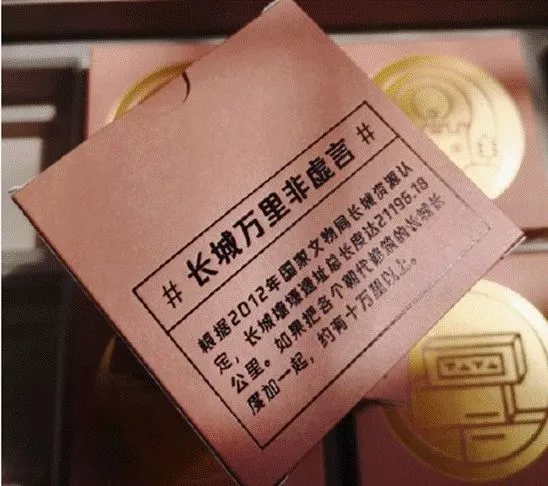 # 长城万里非虚言 #
根据2012年国家文物局长城资源认
定，长城墙壕遗址总长度达21196.18
公里。如果把各个朝代修筑的长城长
度加一起，约有十万里以上。